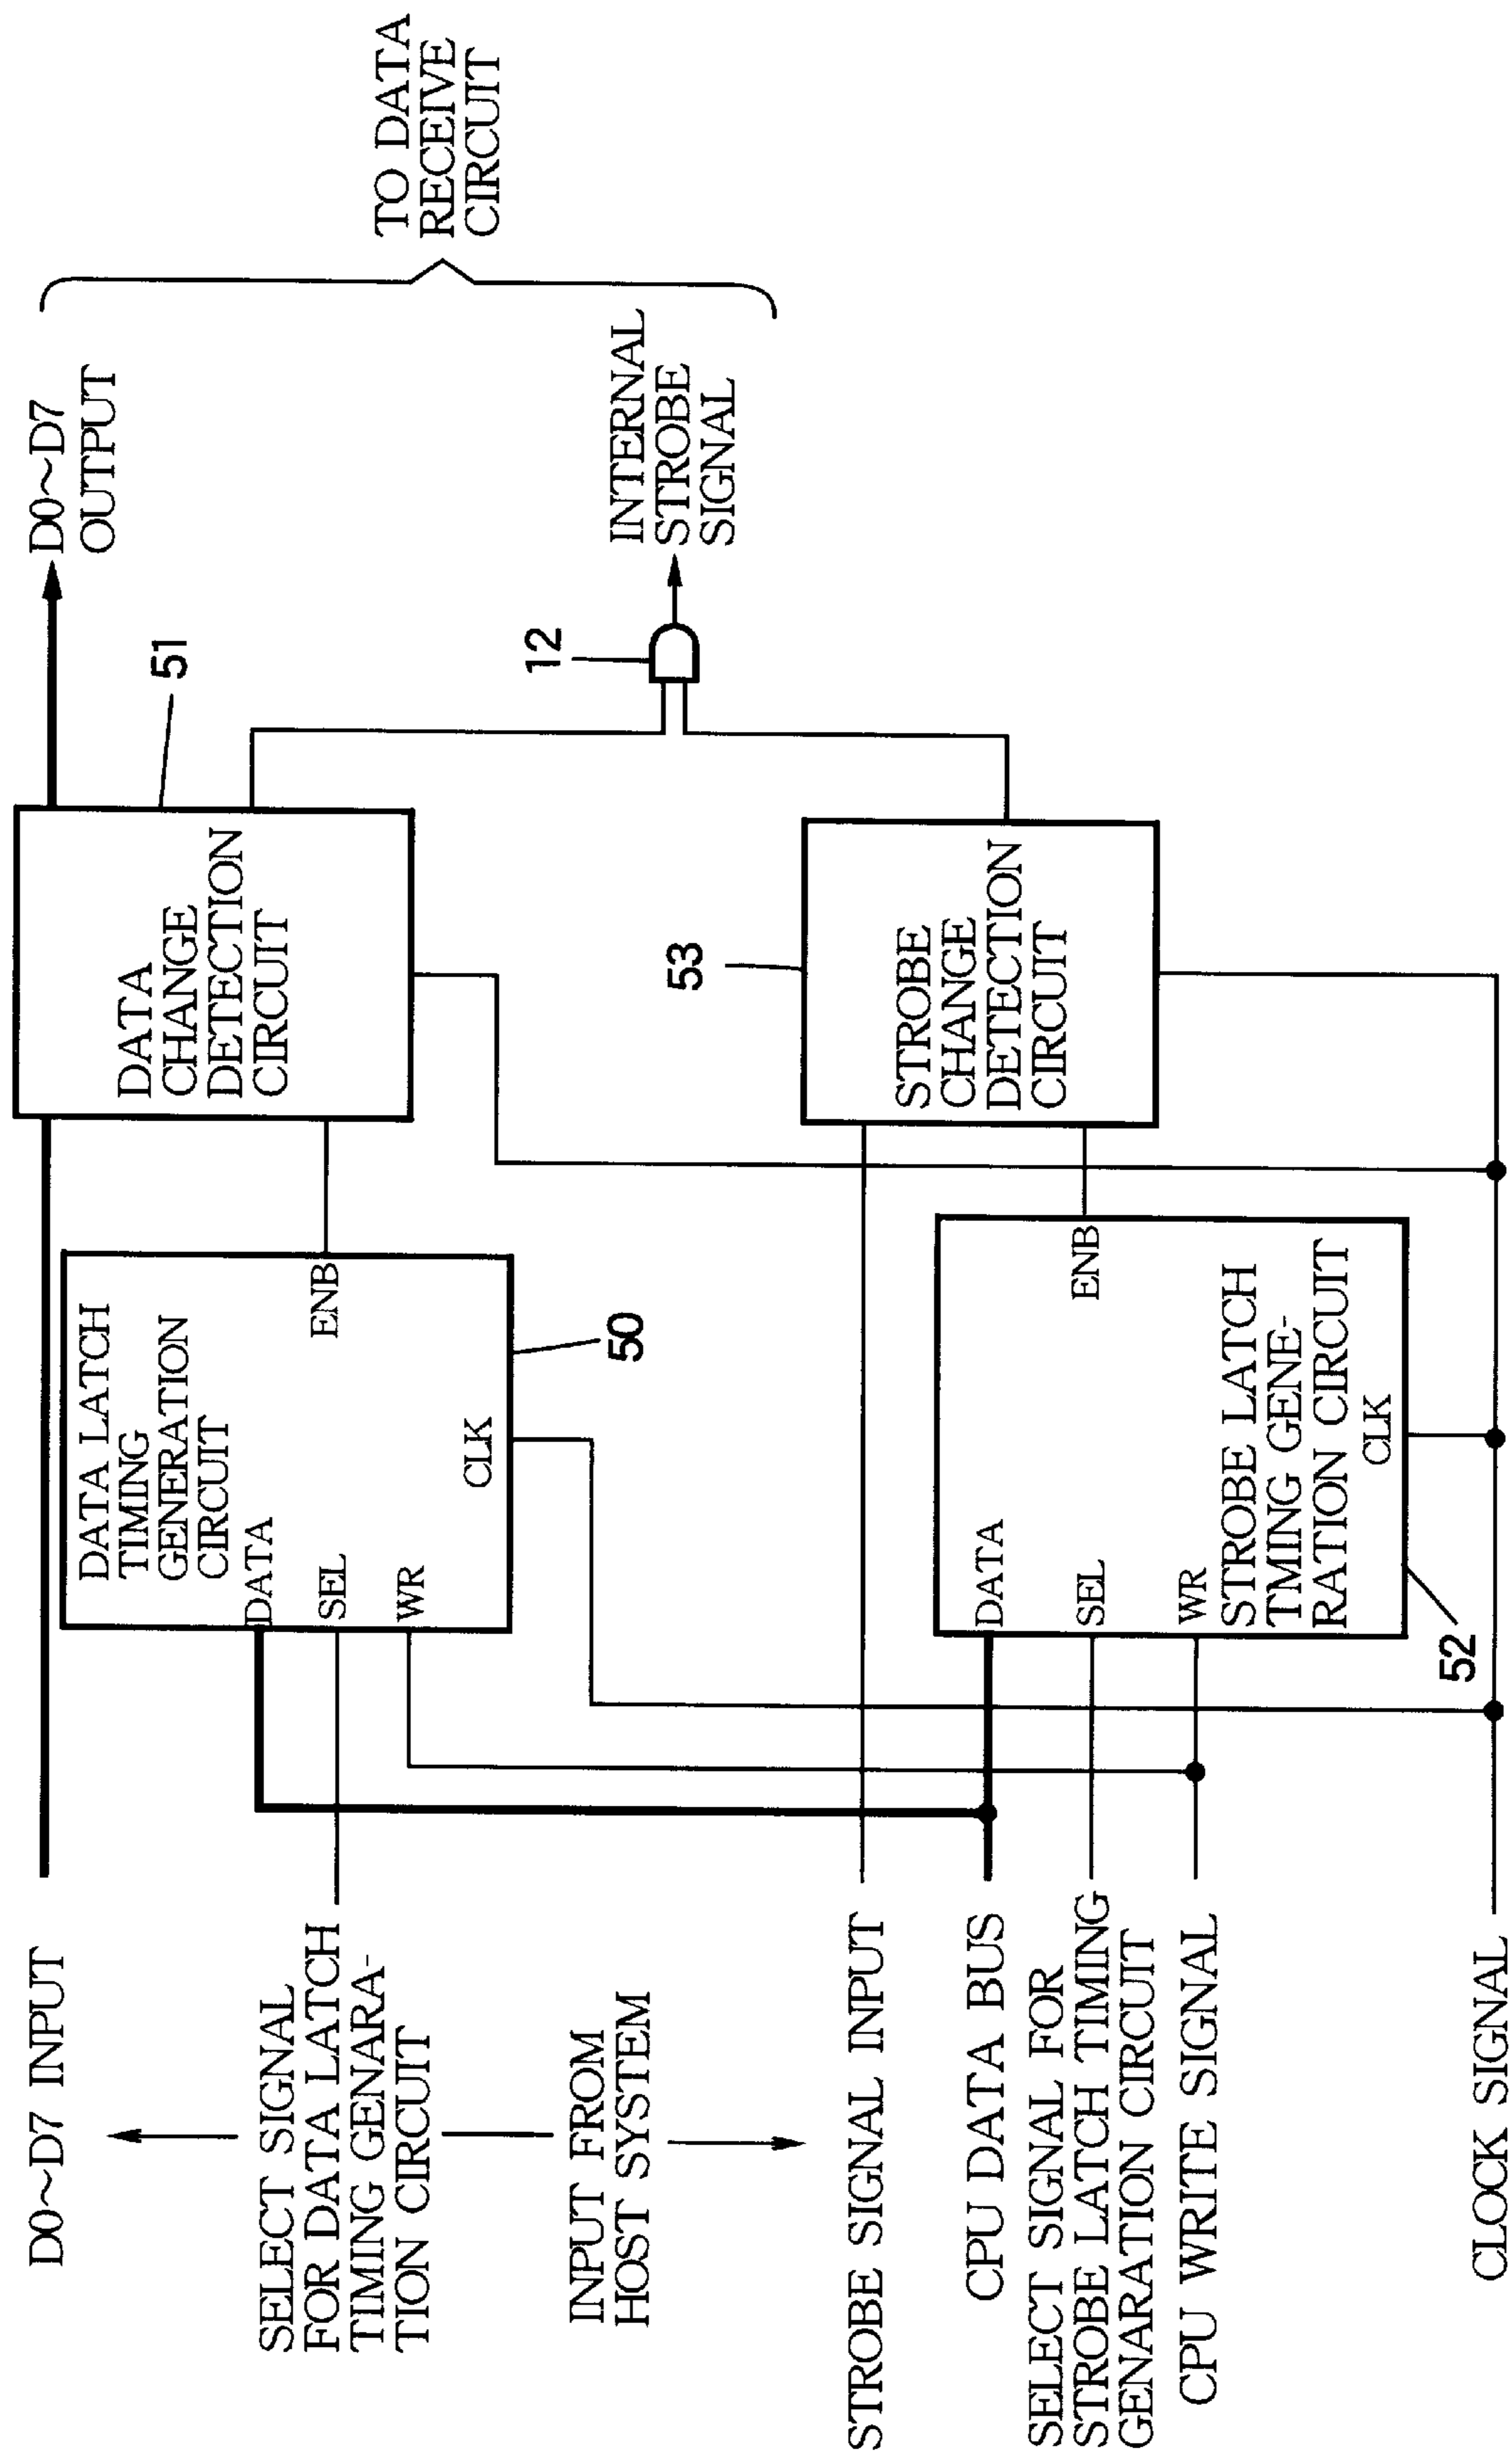 D0~D7 INPUT
SELECT SIGNAL
FOR DATA LATCH
TIMING GENARA-
TION CIRCUIT
INPUT FROM
HOST SYSTEM
STROBE SIGNAL INPUT
CPU DATA BUS
SELECT SIGNAL FOR
STROBE LATCH TIMING
GENARATION CIRCUIT
CPU WRITE SIGNAL
CLOCK SIGNAL
DATA LATCH
TIMING
GENERATION
CIRCUIT
DATA
SEL
WR
ENB
CLK
50
DATA
SEL
WR
ENB
STROBE LATCH
TMING GENE-
RATION CIRCUIT
CLK
52
DATA
CHANGE
DETECTION
CIRCUIT
51
53
STROBE
CHANGE
DETECTION
CIRCUIT
12
D0~D7
OUTPUT
INTERNAL
STROBE
SIGNAL
TO DATA
RECEIVE
CIRCUIT